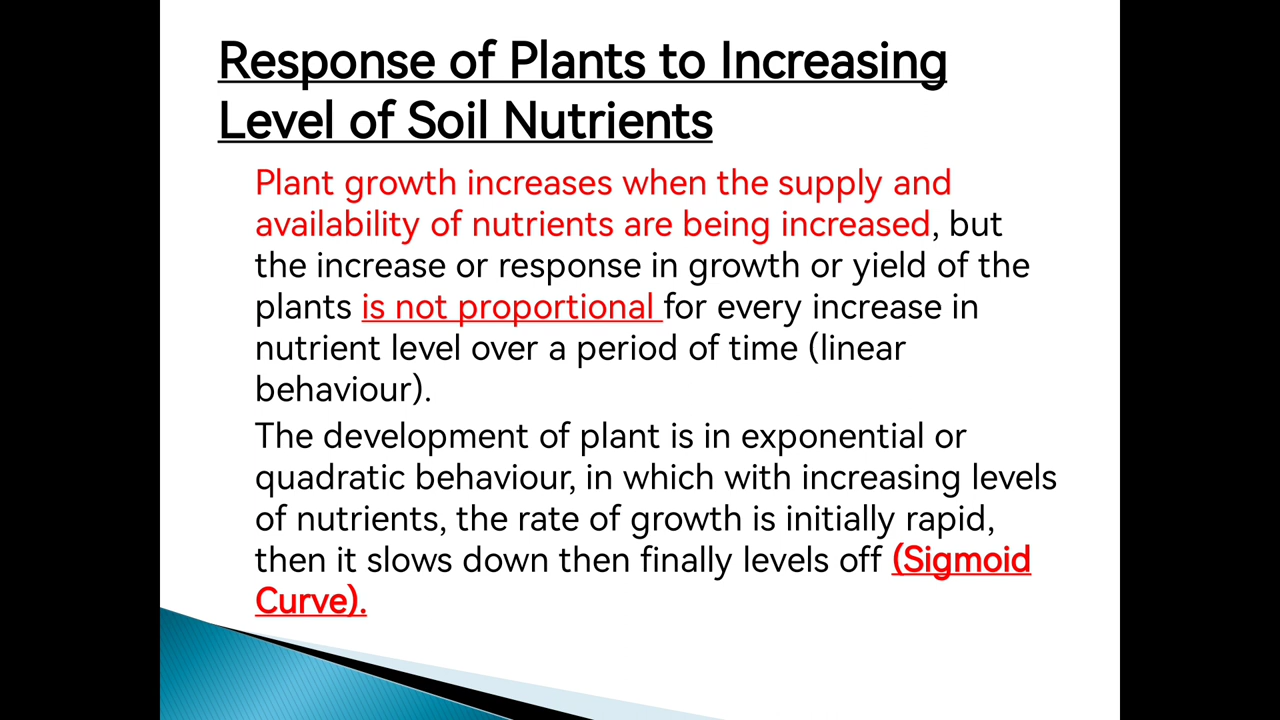 Response of Plants to Increasing
Level of Soil Nutrients
Plant growth increases when the supply and
availability of nutrients are being increased, but
the increase or response in growth or yield of the
plants is not proportional for every increase in
nutrient level over a period of time (linear
behaviour).
The development of plant is in exponential or
quadratic behaviour, in which with increasing levels
of nutrients, the rate of growth is initially rapid,
then it slows down then finally levels off (Sigmoid
Curve).